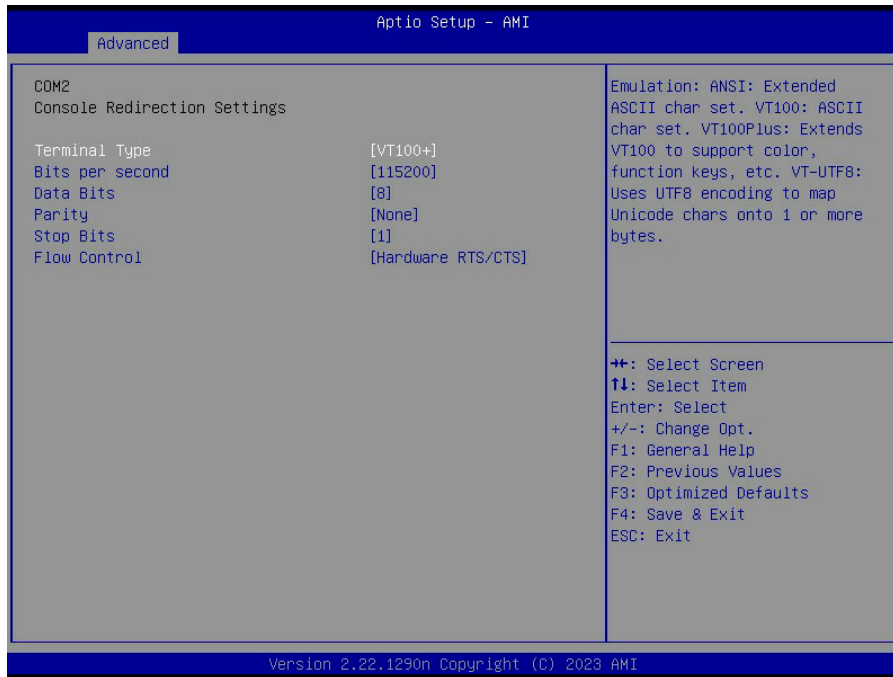 Aptio Setup - AMI
Advanced
COM2
Console Redirection Settings
Terminal Type [VT100+]
Bits per second [115200]
Data Bits [8]
Parity [None]
Stop Bits [1]
Flow Control [Hardware RTS/CTS]
Emulation: ANSI: Extended
ASCII char set. VT100: ASCII
char set. VT100Plus: Extends
VT100 to support color,
function keys, etc. VT-UTF8:
Uses UTF8 encoding to map
Unicode chars onto 1 or more
bytes.
→←: Select Screen
↑↓: Select Item
Enter: Select
+/-: Change Opt.
F1: General Help
F2: Previous Values
F3: Optimized Defaults
F4: Save & Exit
ESC: Exit
Version 2.22.1290n Copyright (C) 2023 AMI